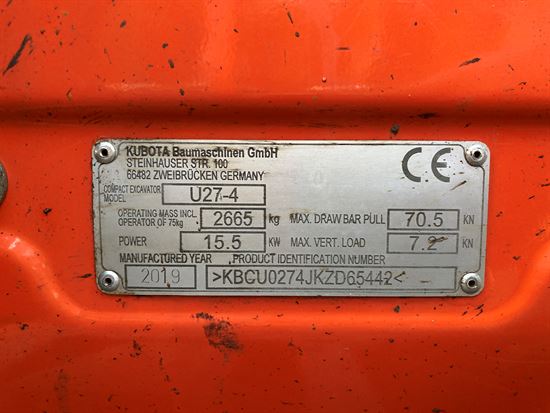 KUBOTA Baumaschinen GmbH
STEINHAUSER STR. 100
66482 ZWEIBRÜCKEN GERMANY
CE
COMPACT EXCAVATOR MODEL U27-4
OPERATING MASS INCL. OPERATOR OF 75kg 2665 kg MAX. DRAW BAR PULL 70.5 KN
POWER 15.5 KW MAX. VERT. LOAD 7.2 KN
MANUFACTURED YEAR PRODUCT IDENTIFICATION NUMBER
2019 >KBCU0274JKZD65442<